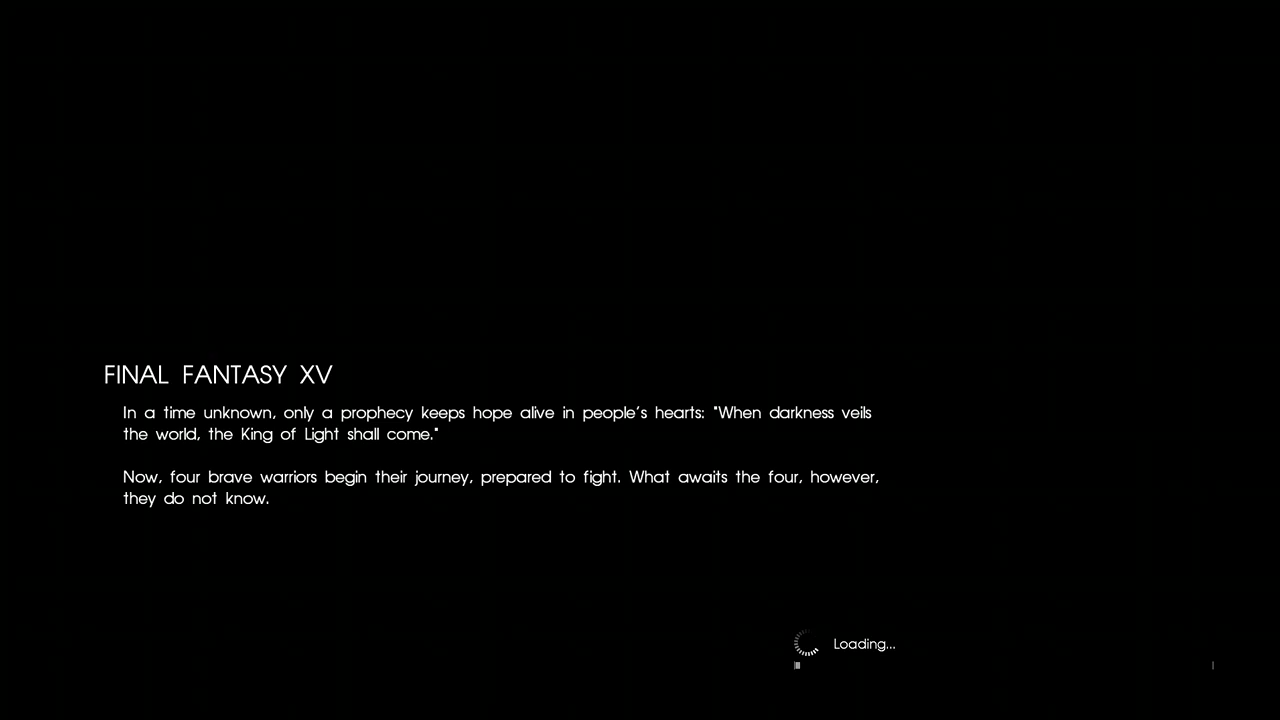 FINAL FANTASY XV
In a time unknown, only a prophecy keeps hope alive in people's hearts: "When darkness veils
the world, the King of Light shall come."
Now, four brave warriors begin their journey, prepared to fight. What awaits the four, however,
they do not know.
Loading...